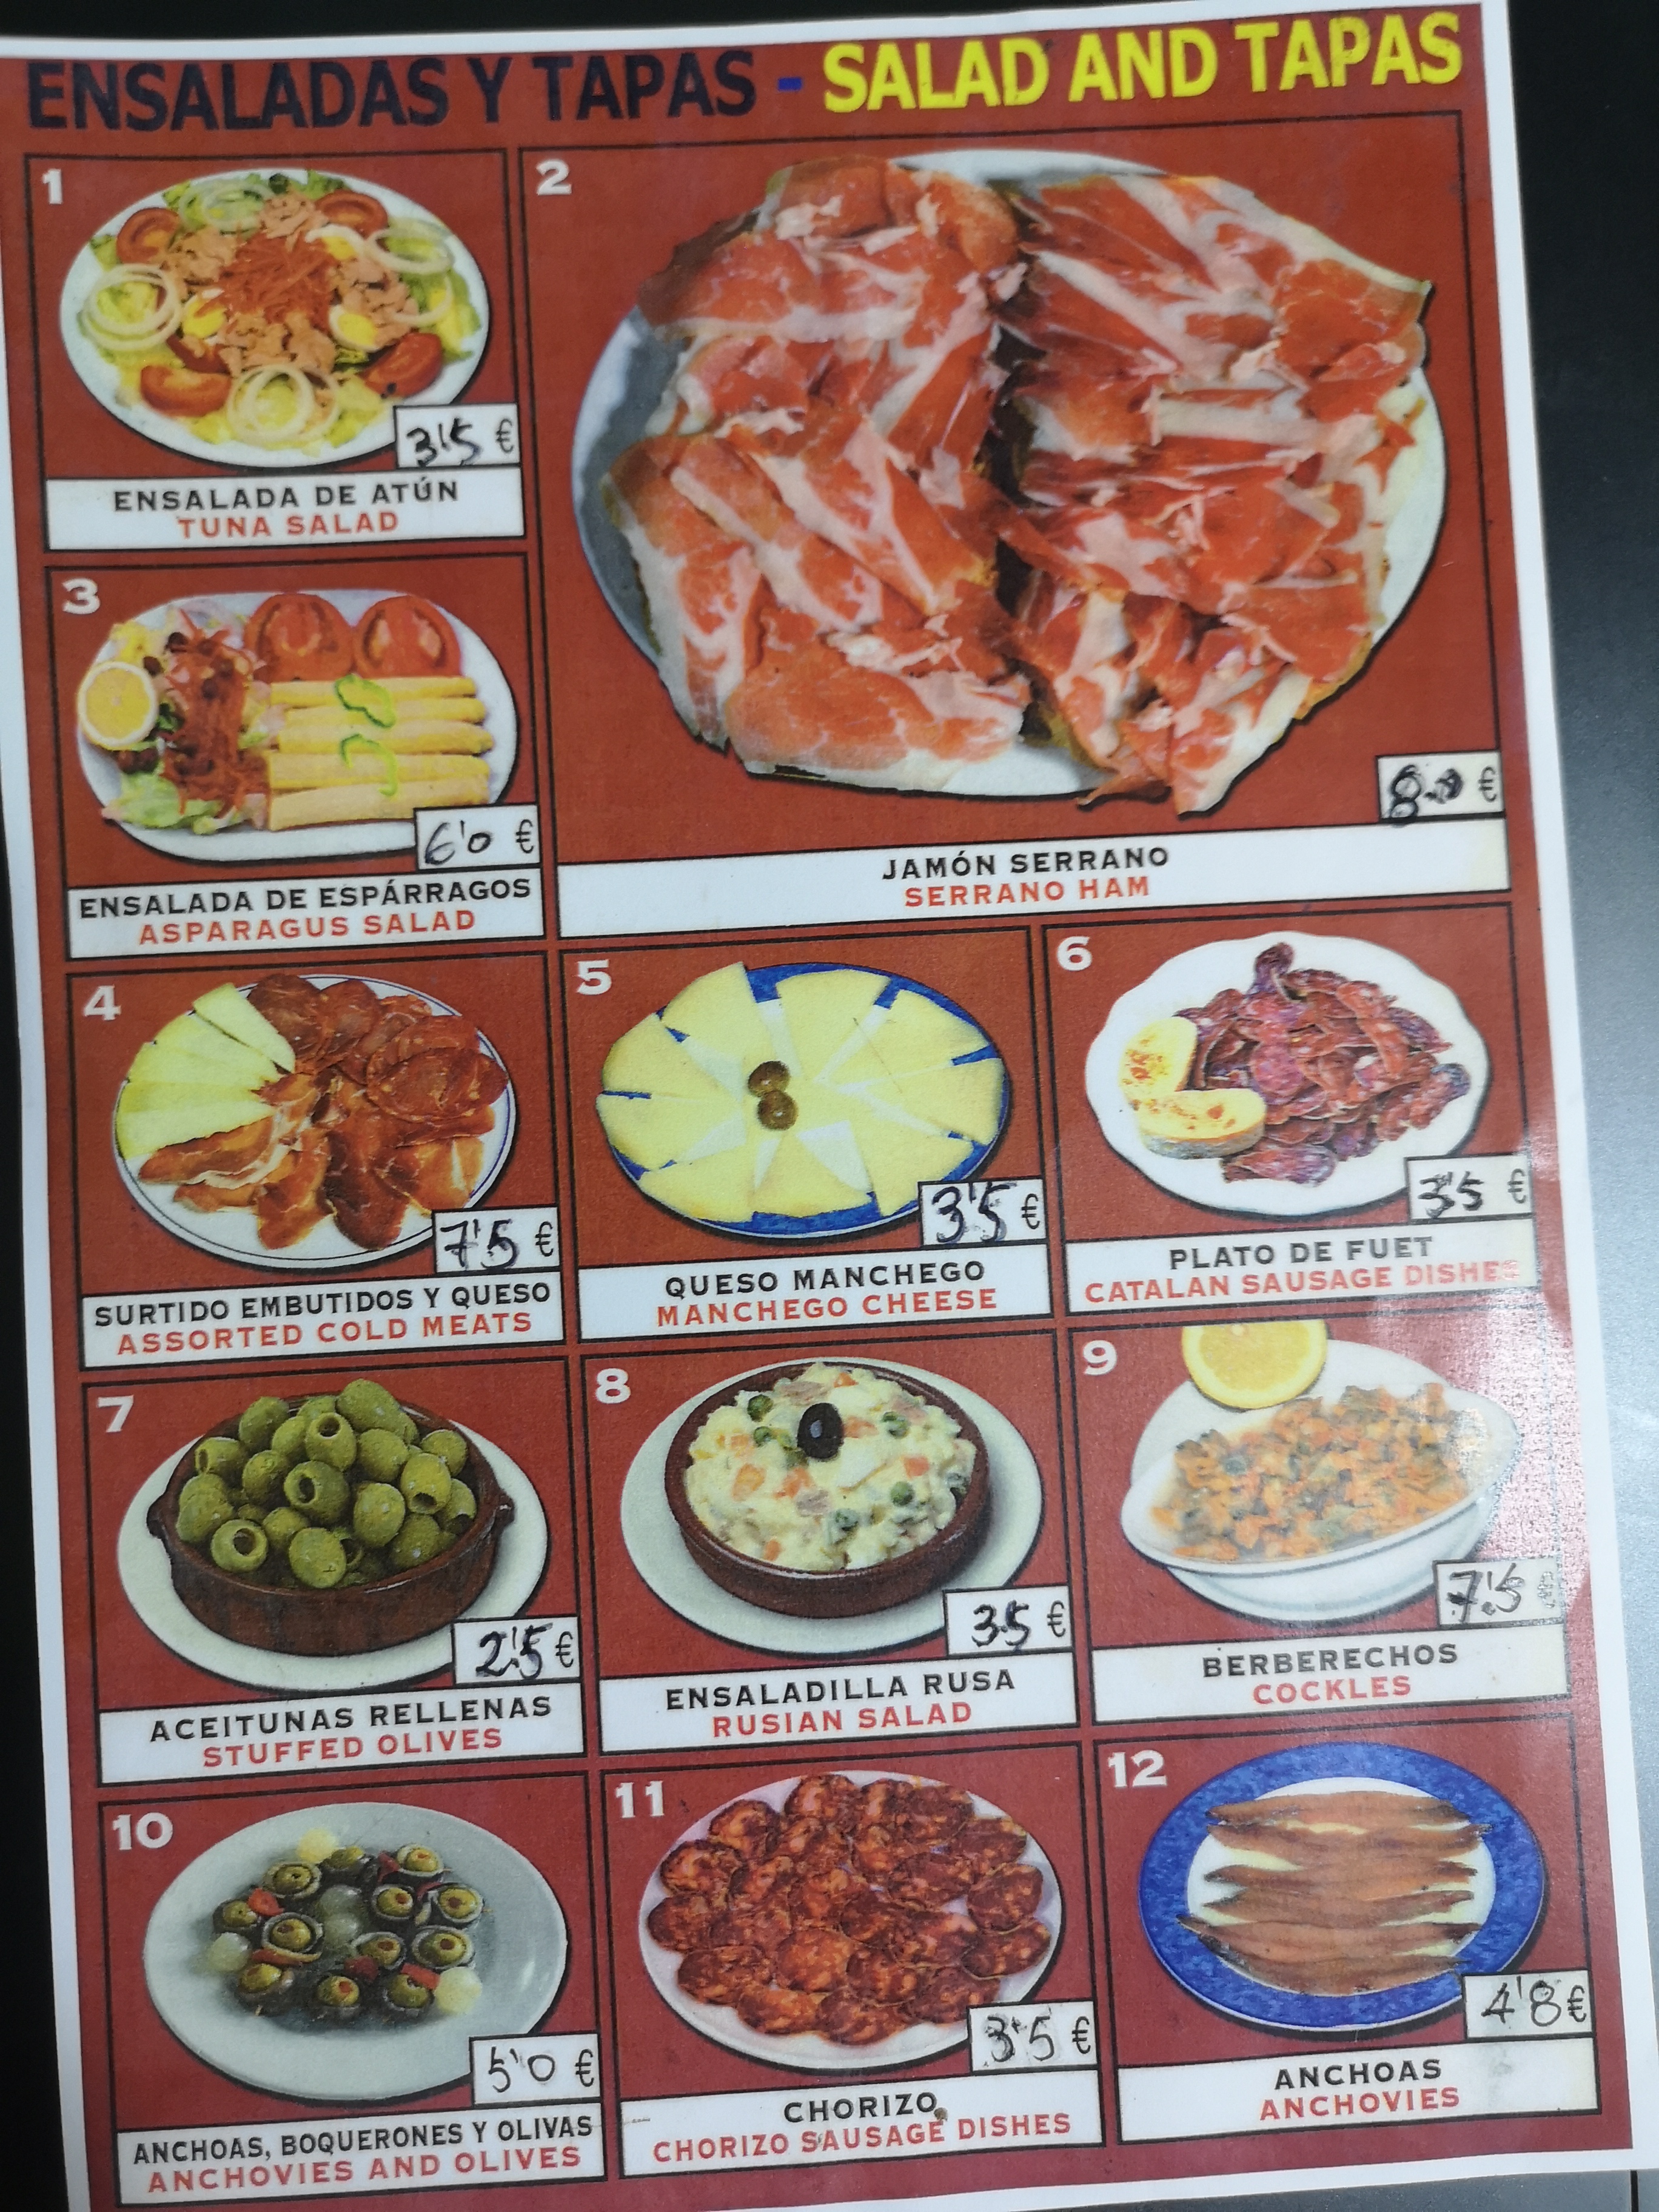 ENSALADAS Y TAPAS - SALAD AND TAPAS
1
3'5 €
ENSALADA DE ATÚN
TUNA SALAD
2
€
JAMÓN SERRANO
SERRANO HAM
3
6'0 €
ENSALADA DE ESPÁRRAGOS
ASPARAGUS SALAD
4
7'5 €
SURTIDO EMBUTIDOS Y QUESO
ASSORTED COLD MEATS
5
3'5 €
QUESO MANCHEGO
MANCHEGO CHEESE
6
3'5 €
PLATO DE FUET
CATALAN SAUSAGE DISHES
7
2'5 €
ACEITUNAS RELLENAS
STUFFED OLIVES
8
3.5 €
ENSALADILLA RUSA
RUSIAN SALAD
9
7'5 €
BERBERECHOS
COCKLES
10
5'0 €
ANCHOAS, BOQUERONES Y OLIVAS
ANCHOVIES AND OLIVES
11
3'5 €
CHORIZO
CHORIZO SAUSAGE DISHES
12
4'8 €
ANCHOAS
ANCHOVIES